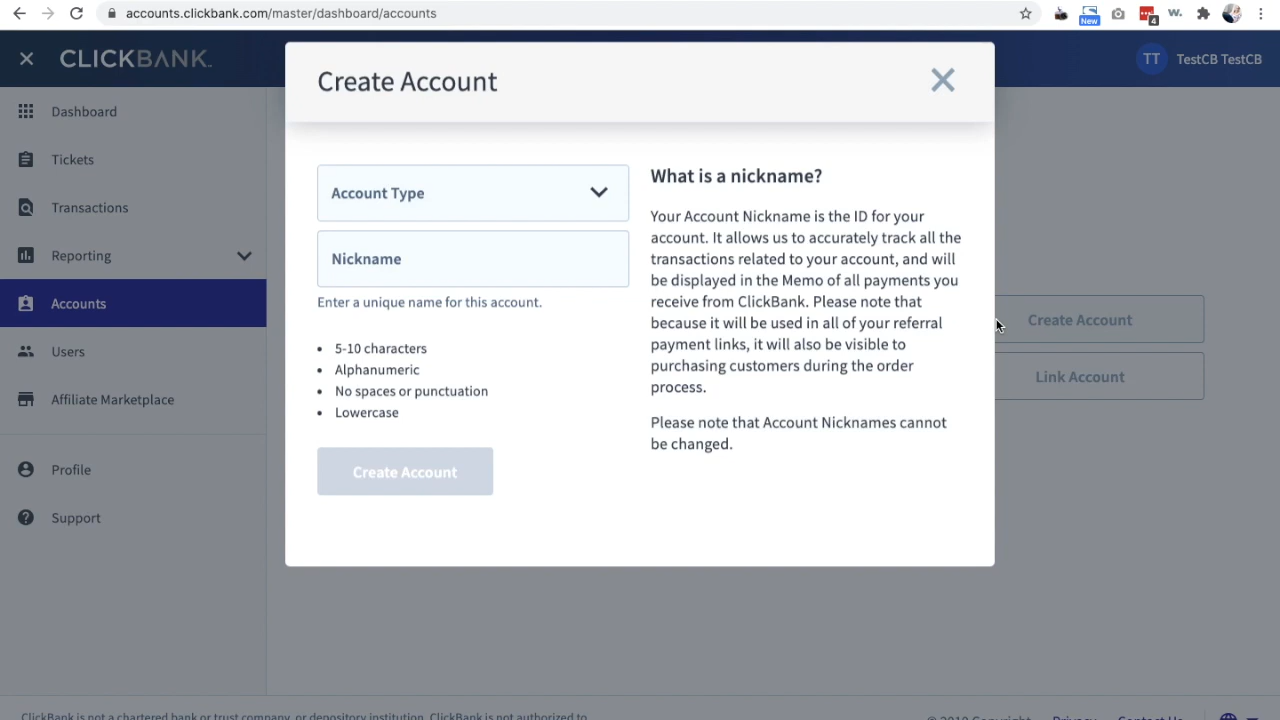 accounts.clickbank.com/master/dashboard/accounts
New
4
w.
CLICKBANK
TT TestCB TestCB
Create Account
Dashboard
Tickets
Transactions
Reporting
Accounts
Users
Affiliate Marketplace
Profile
Support
Account Type
Nickname
Enter a unique name for this account.
• 5-10 characters
• Alphanumeric
• No spaces or punctuation
• Lowercase
Create Account
What is a nickname?
Your Account Nickname is the ID for your
account. It allows us to accurately track all the
transactions related to your account, and will
be displayed in the Memo of all payments you
receive from ClickBank. Please note that
because it will be used in all of your referral
payment links, it will also be visible to
purchasing customers during the order
process.
Please note that Account Nicknames cannot
be changed.
Create Account
Link Account
ClickBank is not a chartered bank or trust company, or depository institution. ClickBank is not authorized to
© 2019 Copyright Privacy Contact Us